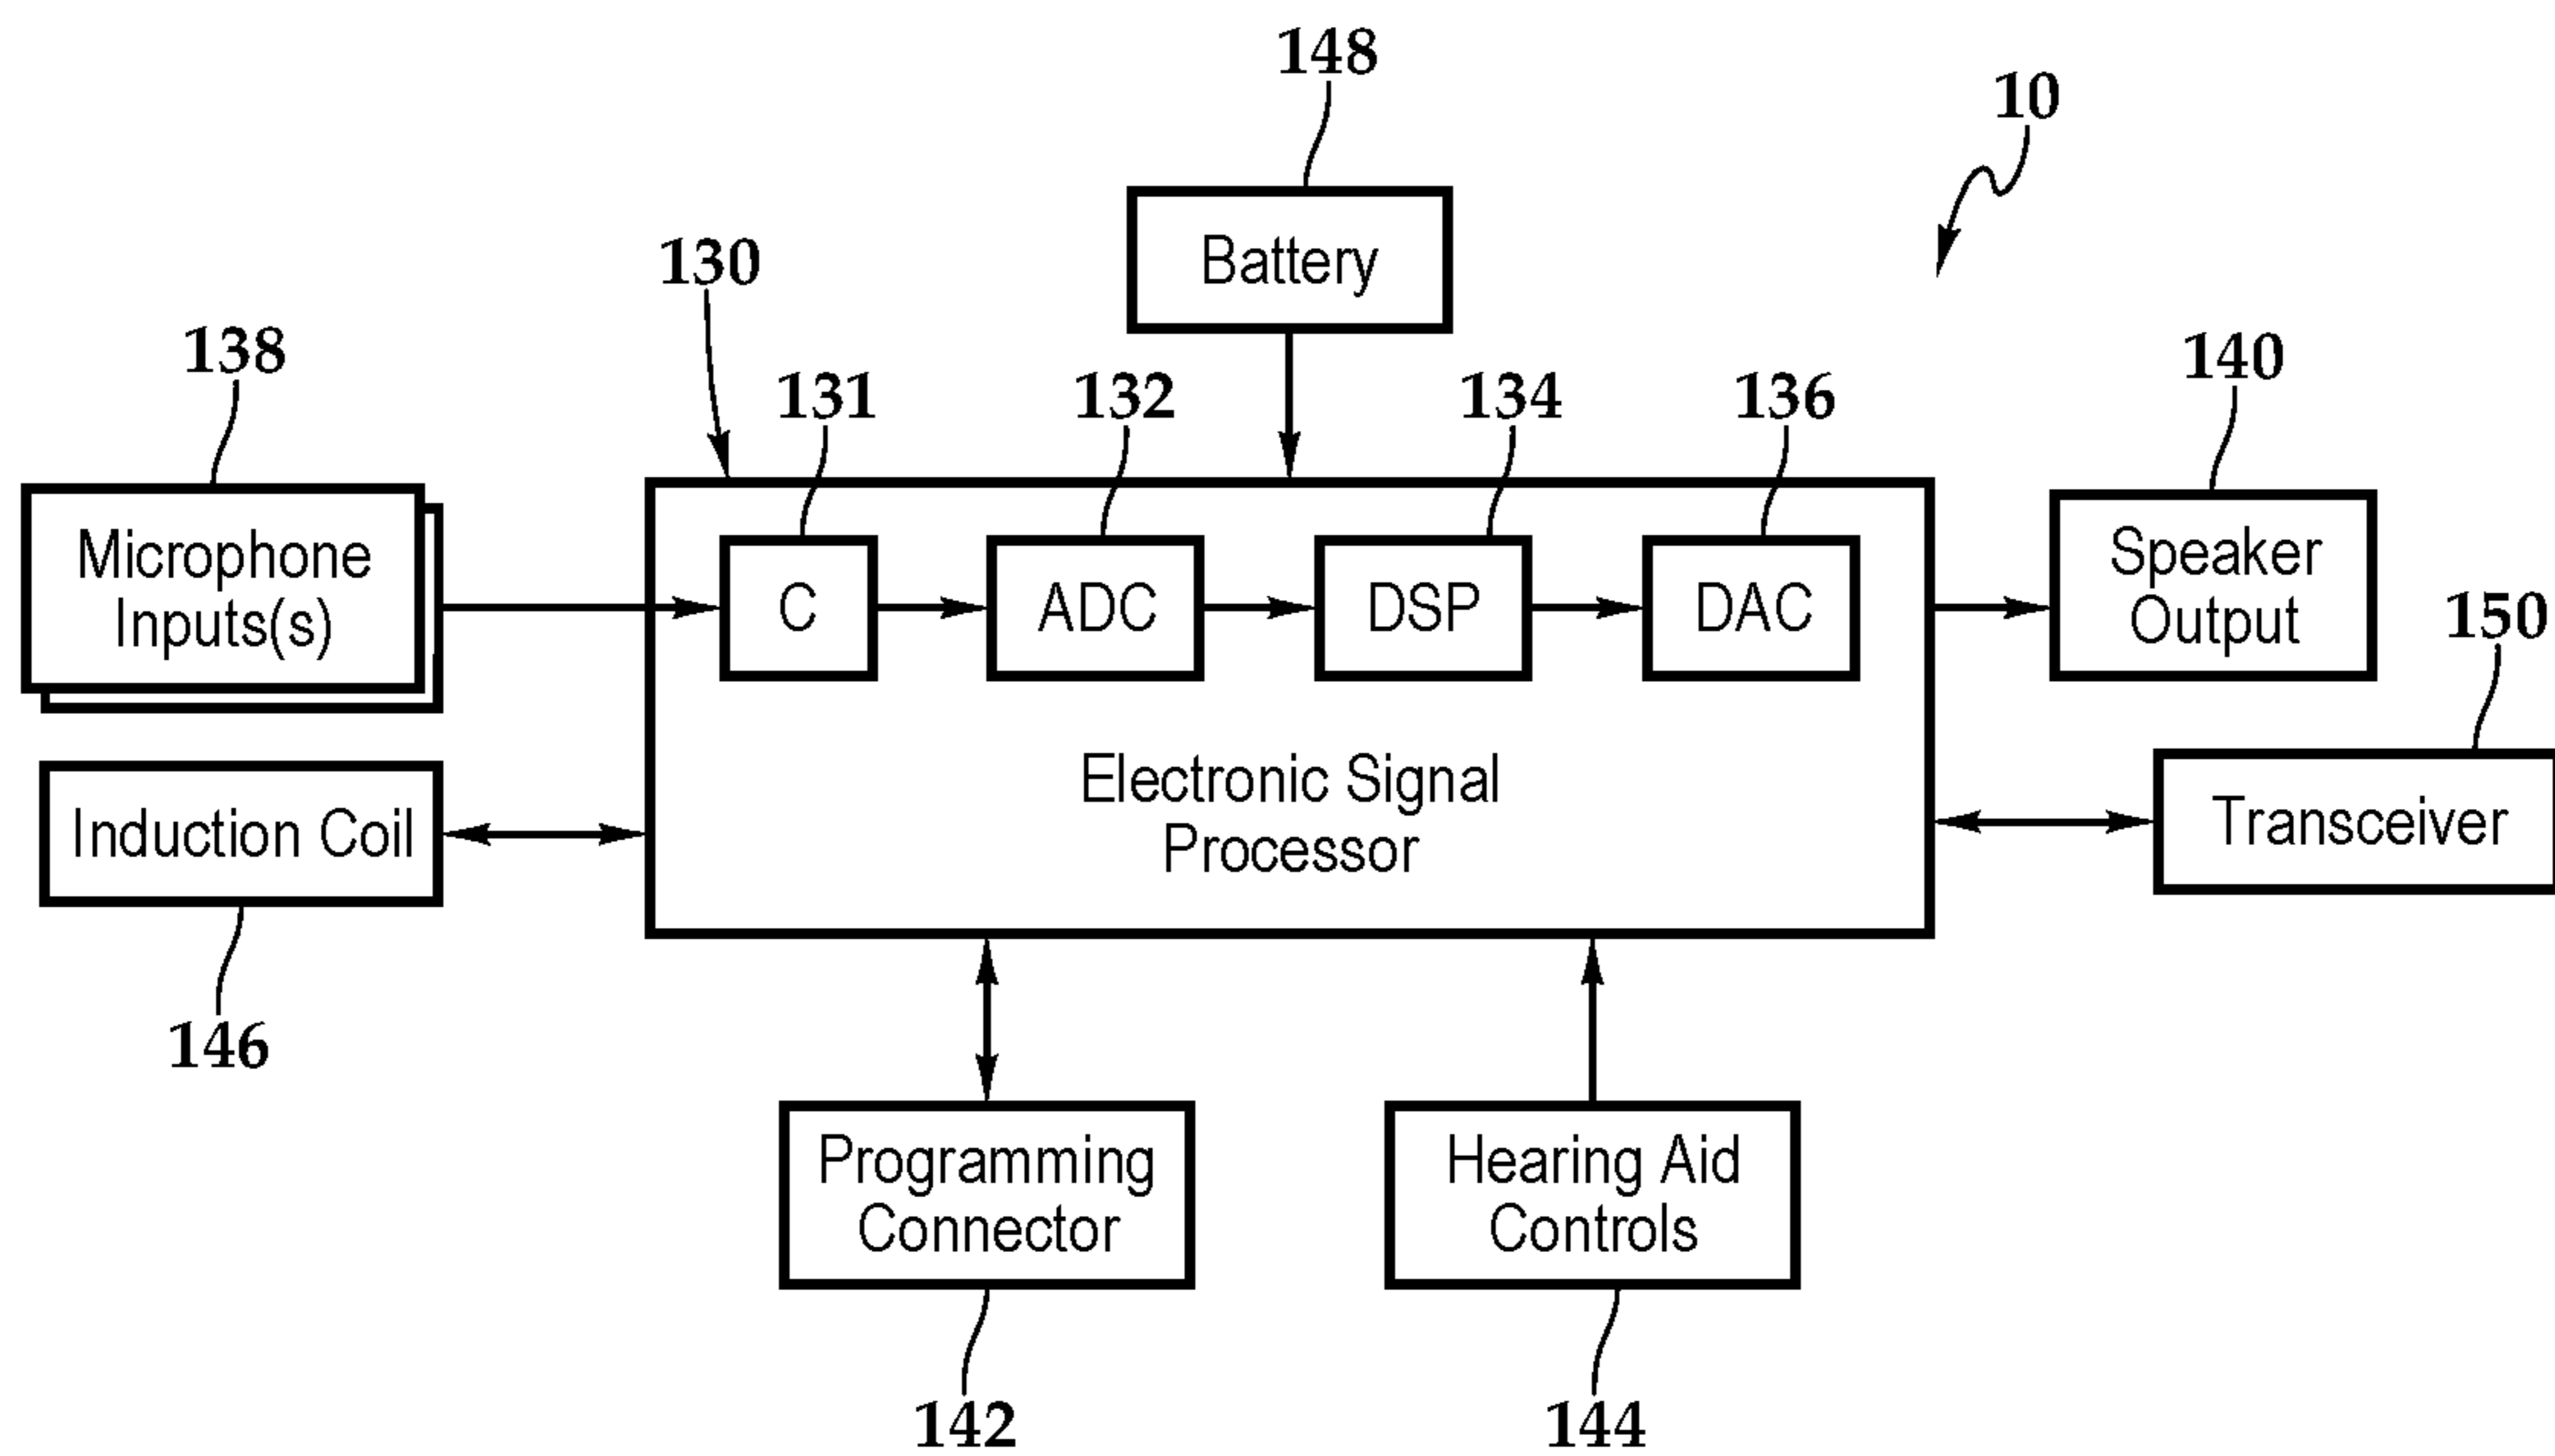 148
10
130
Battery
138
131
132
134
136
140
Microphone
Inputs(s)
C
ADC
DSP
DAC
Speaker
Output
150
Induction Coil
Electronic Signal
Processor
Transceiver
146
Programming
Connector
Hearing Aid
Controls
142
144